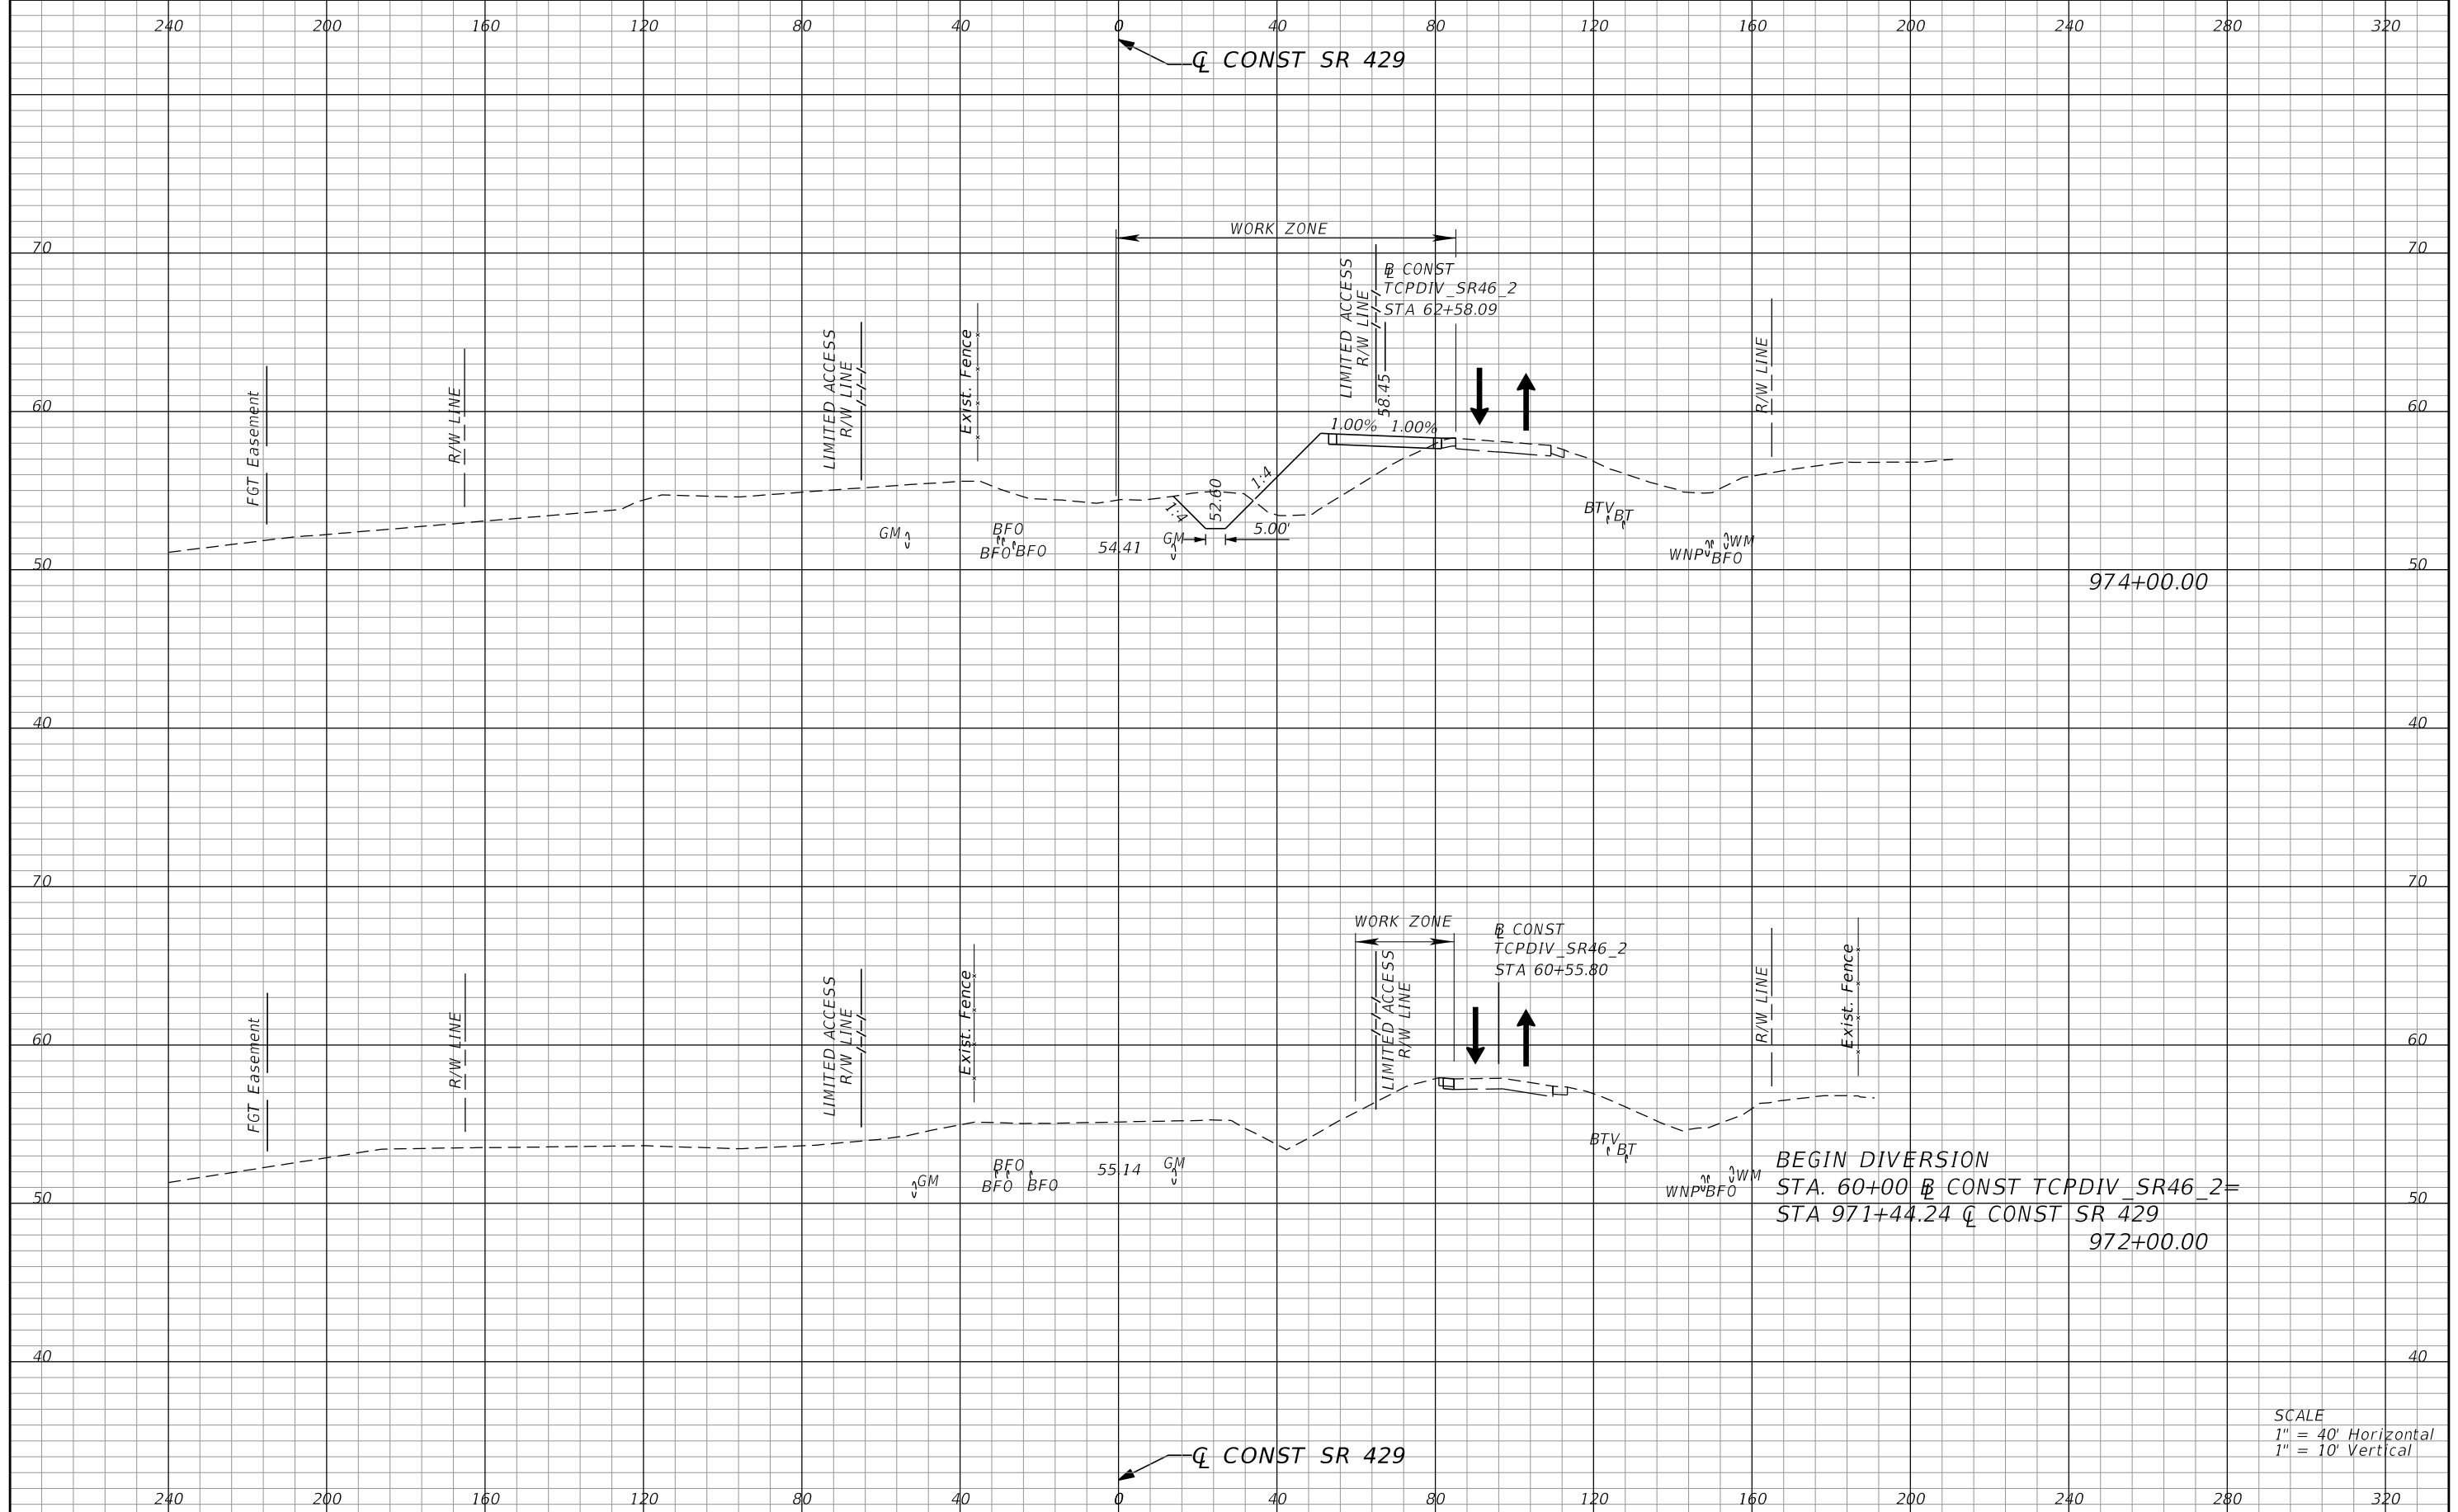 240 200 160 120 80 40 0 40 80 120 160 200 240 280 320
℄ CONST SR 429
WORK ZONE
70 70
LIMITED ACCESS
R/W LINE
℄ CONST
TCPDIV_SR46_2
STA 62+58.09
58.45
FGT Easement
R/W LINE
LIMITED ACCESS
R/W LINE
Exist. Fence
R/W LINE
60 60
1.00% 1.00%
1:4
1:4
52.60
5.00'
GM
BFO
BFO
BFO
54.41
GM
BTV
BT
WNP
BFO
WM
50 50
974+00.00
40 40
70 70
WORK ZONE
LIMITED ACCESS
R/W LINE
℄ CONST
TCPDIV_SR46_2
STA 60+55.80
FGT Easement
R/W LINE
LIMITED ACCESS
R/W LINE
Exist. Fence
R/W LINE
Exist. Fence
60 60
GM
BFO
BFO
BFO
55.14
GM
BTV
BT
WNP
BFO
WM
BEGIN DIVERSION
STA. 60+00 ℄ CONST TCPDIV_SR46_2=
STA 971+44.24 ℄ CONST SR 429
50 50
972+00.00
40 40
SCALE
1" = 40' Horizontal
1" = 10' Vertical
℄ CONST SR 429
240 200 160 120 80 40 0 40 80 120 160 200 240 280 320